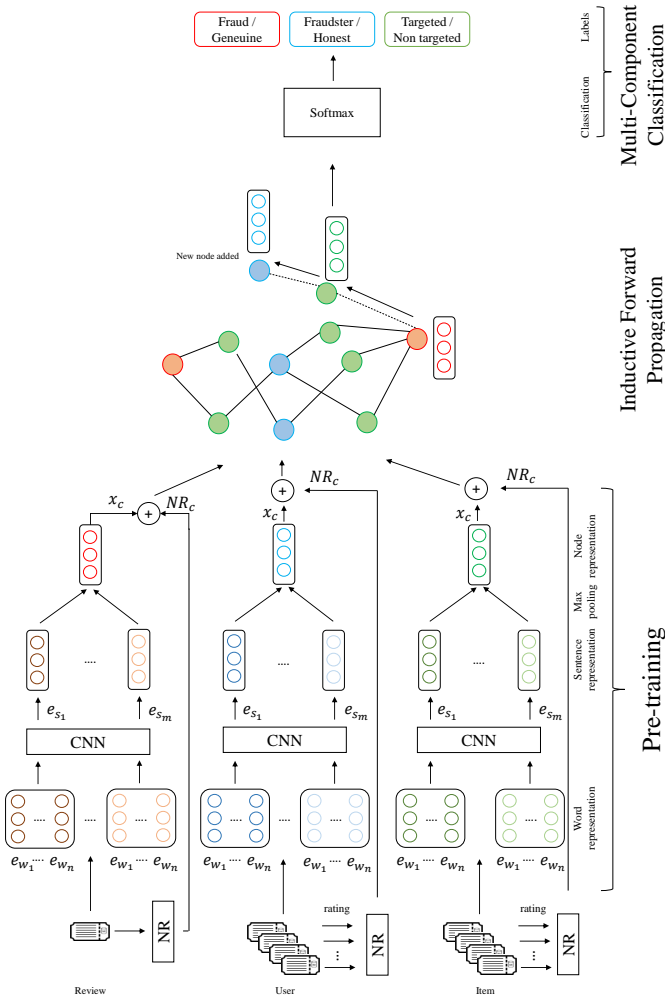 Fraud /
Geneuine
Fraudster /
Honest
Targeted /
Non targeted
Labels
Classification
Multi-Component
Classification
Softmax
New node added
Inductive Forward
Propagation
x_c
NR_c
+
NR_c
+
x_c
NR_c
+
x_c
Node
representation
Max
pooling
Sentence
representation
Word
representation
Pre-training
....
....
....
e_{s_1}
e_{s_m}
e_{s_1}
e_{s_m}
e_{s_1}
e_{s_m}
CNN
CNN
CNN
.... .... ....
.... .... ....
.... .... ....
e_{w_1} .... e_{w_n}
e_{w_1} .... e_{w_n}
e_{w_1} .... e_{w_n}
e_{w_1} .... e_{w_n}
e_{w_1} .... e_{w_n}
e_{w_1} .... e_{w_n}
NR
rating
...
NR
rating
...
NR
Review
User
Item